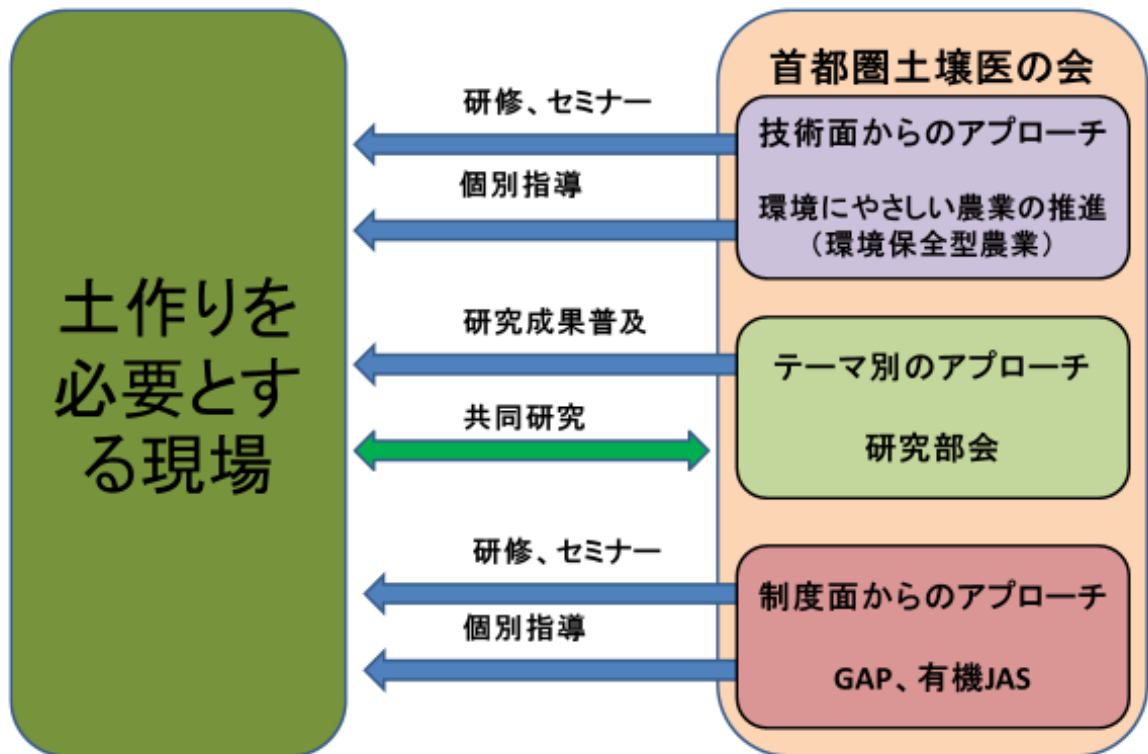 土作りを
必要とす
る現場
研修、セミナー
個別指導
研究成果普及
共同研究
研修、セミナー
個別指導
首都圏土壌医の会
技術面からのアプローチ
環境にやさしい農業の推進
（環境保全型農業）
テーマ別のアプローチ
研究部会
制度面からのアプローチ
GAP、有機JAS